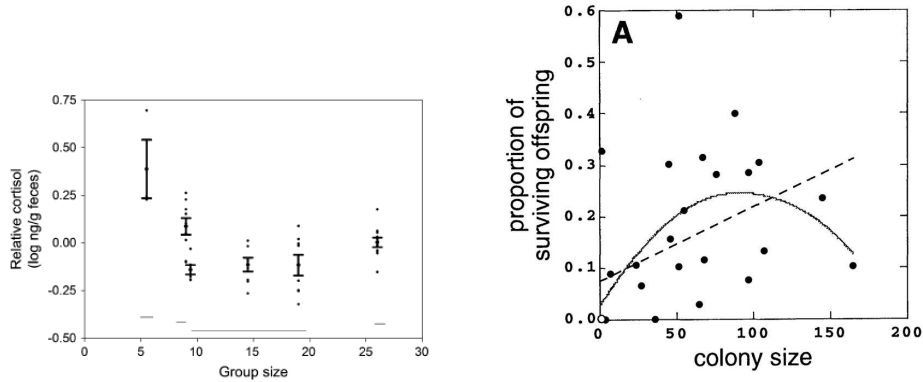 0.75
0.50
0.25
0.00
-0.25
-0.50
Relative cortisol
(log ng/g feces)
0 5 10 15 20 25 30
Group size
A
0.6
0.5
0.4
0.3
0.2
0.1
0.0
proportion of
surviving offspring
0 50 100 150 200
colony size